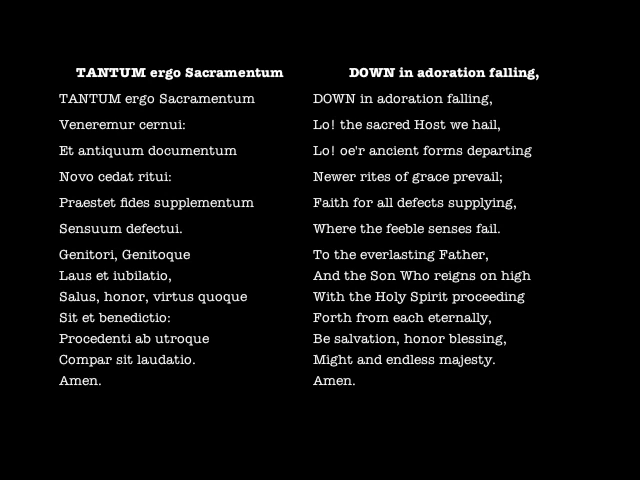 TANTUM ergo Sacramentum
TANTUM ergo Sacramentum
Veneremur cernui:
Et antiquum documentum
Novo cedat ritui:
Praestet fides supplementum
Sensuum defectui.
Genitori, Genitoque
Laus et iubilatio,
Salus, honor, virtus quoque
Sit et benedictio:
Procedenti ab utroque
Compar sit laudatio.
Amen.
DOWN in adoration falling,
DOWN in adoration falling,
Lo! the sacred Host we hail,
Lo! oe'r ancient forms departing
Newer rites of grace prevail;
Faith for all defects supplying,
Where the feeble senses fail.
To the everlasting Father,
And the Son Who reigns on high
With the Holy Spirit proceeding
Forth from each eternally,
Be salvation, honor blessing,
Might and endless majesty.
Amen.